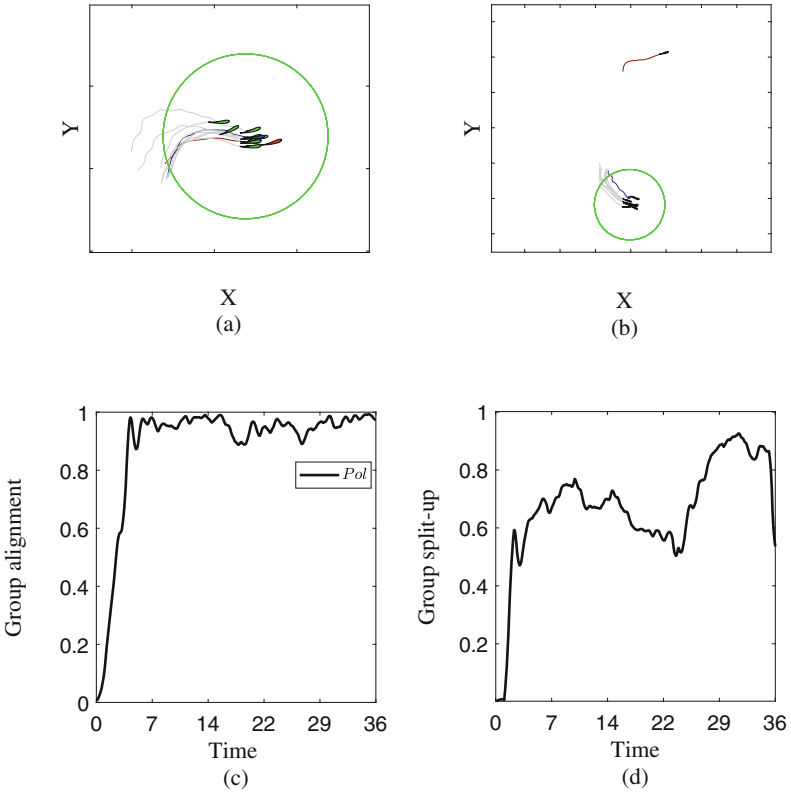 Y
X
(a)
Y
X
(b)
Group alignment
1
0.8
0.6
0.4
0.2
0
Pol
0 7 14 22 29 36
Time
(c)
Group split-up
1
0.8
0.6
0.4
0.2
0 7 14 22 29 36
Time
(d)